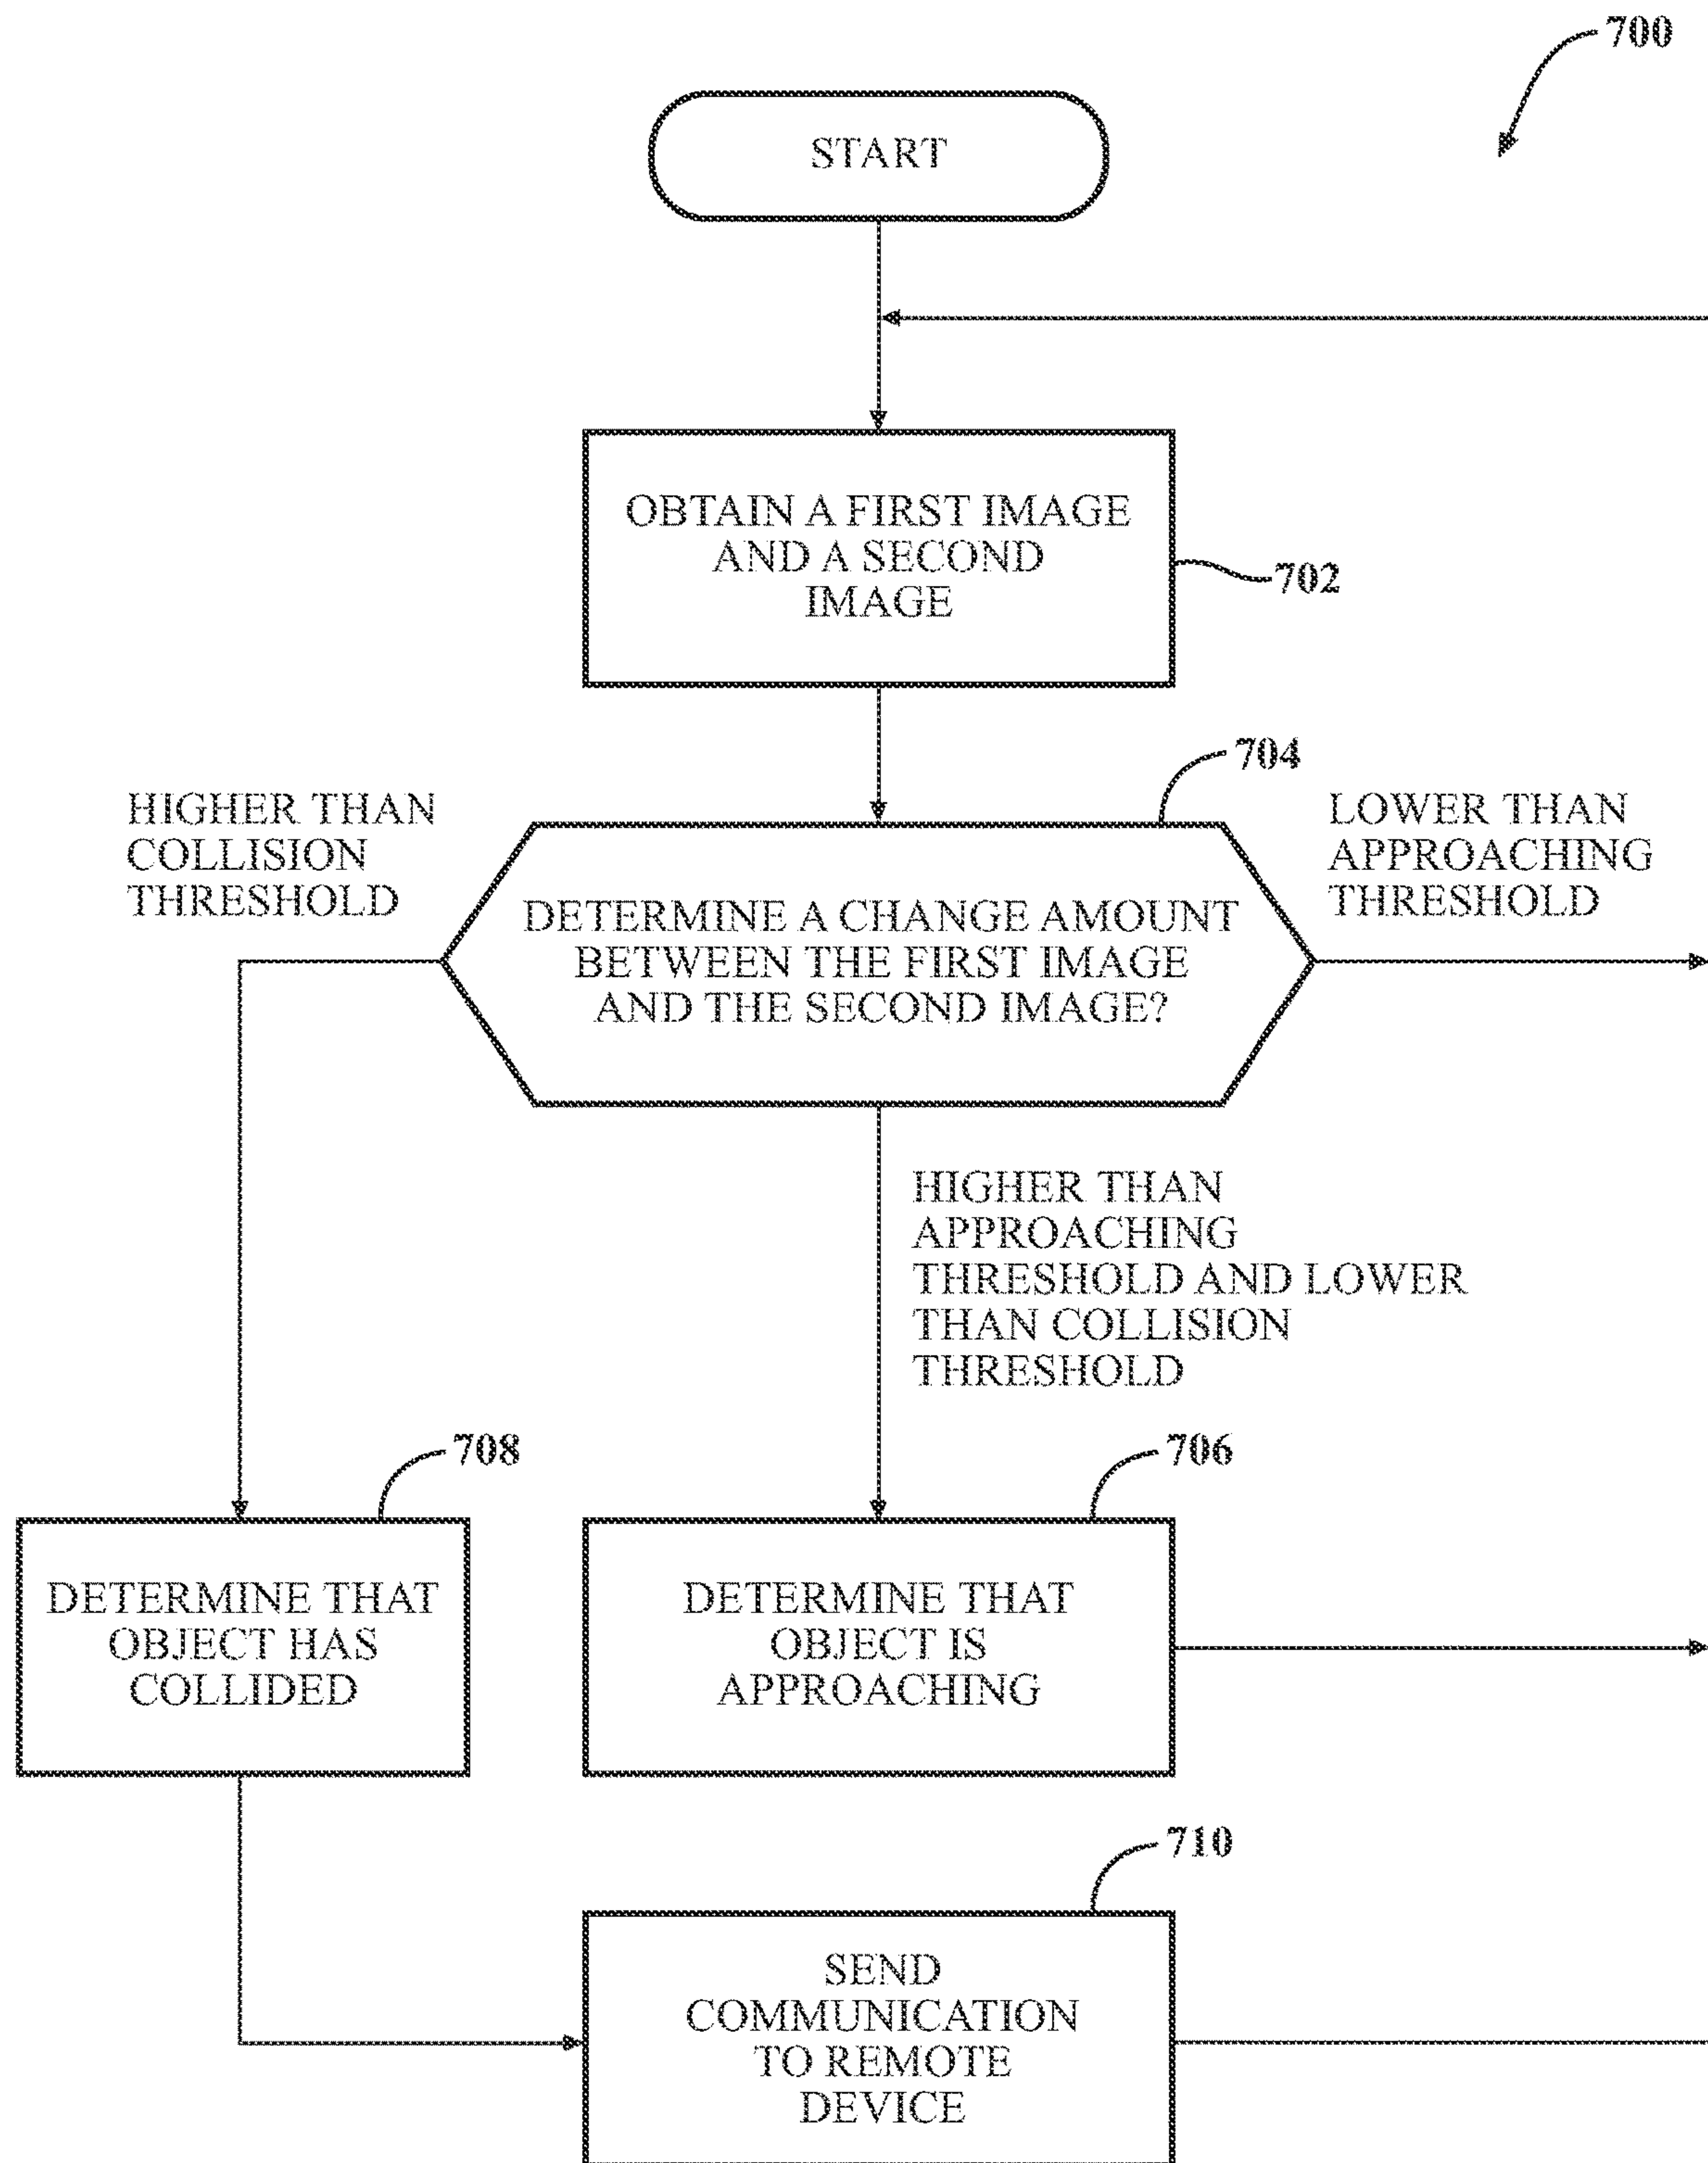 700
START
OBTAIN A FIRST IMAGE
AND A SECOND
IMAGE
702
704
HIGHER THAN
COLLISION
THRESHOLD
LOWER THAN
APPROACHING
THRESHOLD
DETERMINE A CHANGE AMOUNT
BETWEEN THE FIRST IMAGE
AND THE SECOND IMAGE?
HIGHER THAN
APPROACHING
THRESHOLD AND LOWER
THAN COLLISION
THRESHOLD
708
706
DETERMINE THAT
OBJECT HAS
COLLIDED
DETERMINE THAT
OBJECT IS
APPROACHING
710
SEND
COMMUNICATION
TO REMOTE
DEVICE